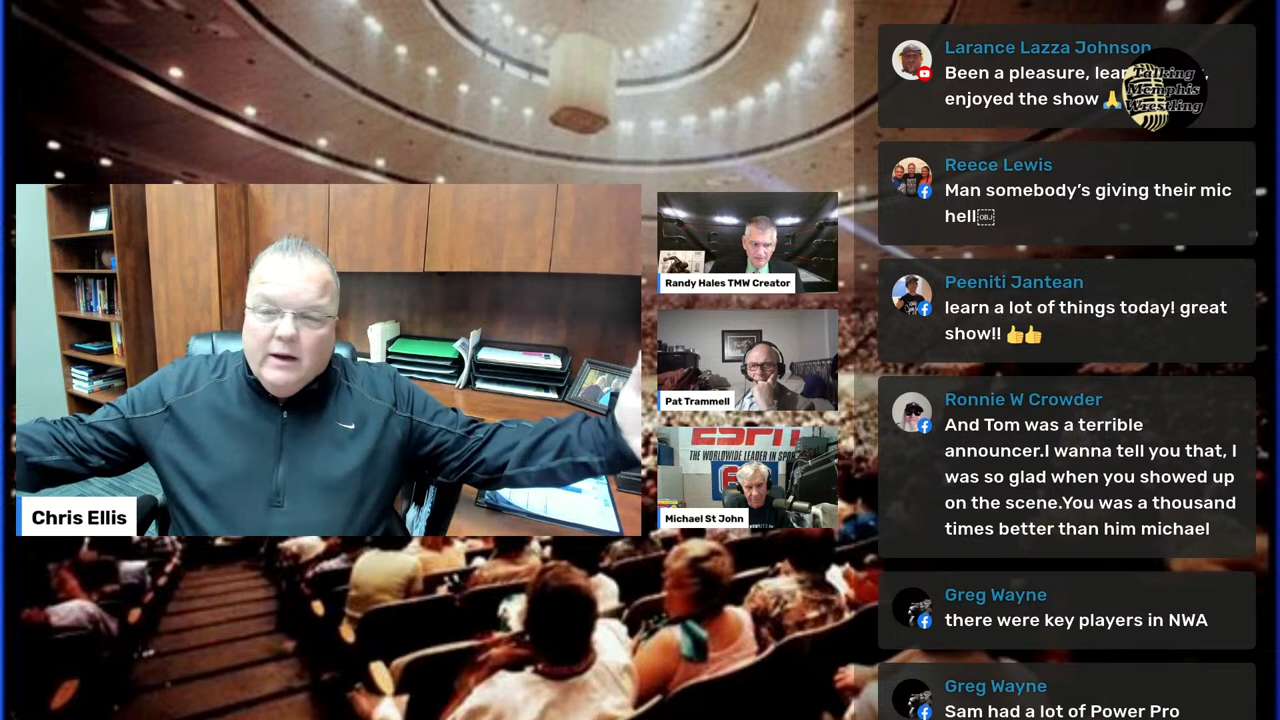 Chris Ellis
Randy Hales TMW Creator
Pat Trammell
ESPN
THE WORLDWIDE LEADER IN SPOR
Michael St John
Larance Lazza Johnson
Been a pleasure,
enjoyed the show 🙏
Talking
Memphis
Wrestling
Reece Lewis
Man somebody’s giving their mic
hell
Peeniti Jantean
learn a lot of things today! great
show!! 👍👍
Ronnie W Crowder
And Tom was a terrible
announcer.I wanna tell you that, I
was so glad when you showed up
on the scene.You was a thousand
times better than him michael
Greg Wayne
there were key players in NWA
Greg Wayne
Sam had a lot of Power Pro